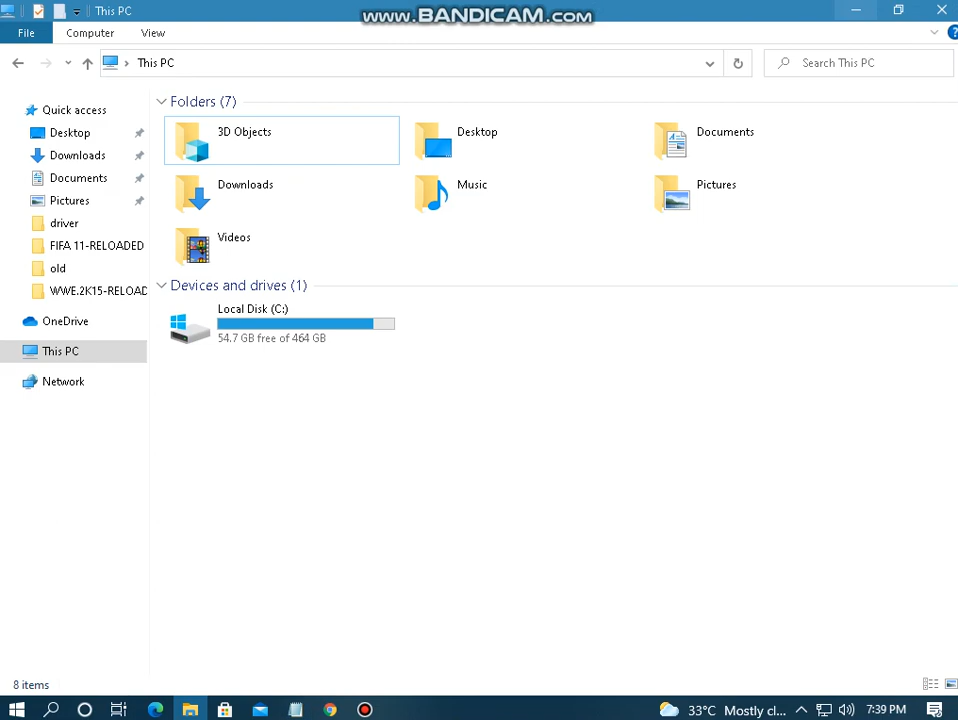 This PC
www.BANDICAM.com
File
Computer
View
This PC
Search This PC
Quick access
Desktop
Downloads
Documents
Pictures
driver
FIFA 11-RELOADED
old
WWE.2K15-RELOAD
OneDrive
This PC
Network
Folders (7)
3D Objects
Desktop
Documents
Downloads
Music
Pictures
Videos
Devices and drives (1)
Local Disk (C:)
54.7 GB free of 464 GB
8 items
33°C Mostly cl...
7:39 PM